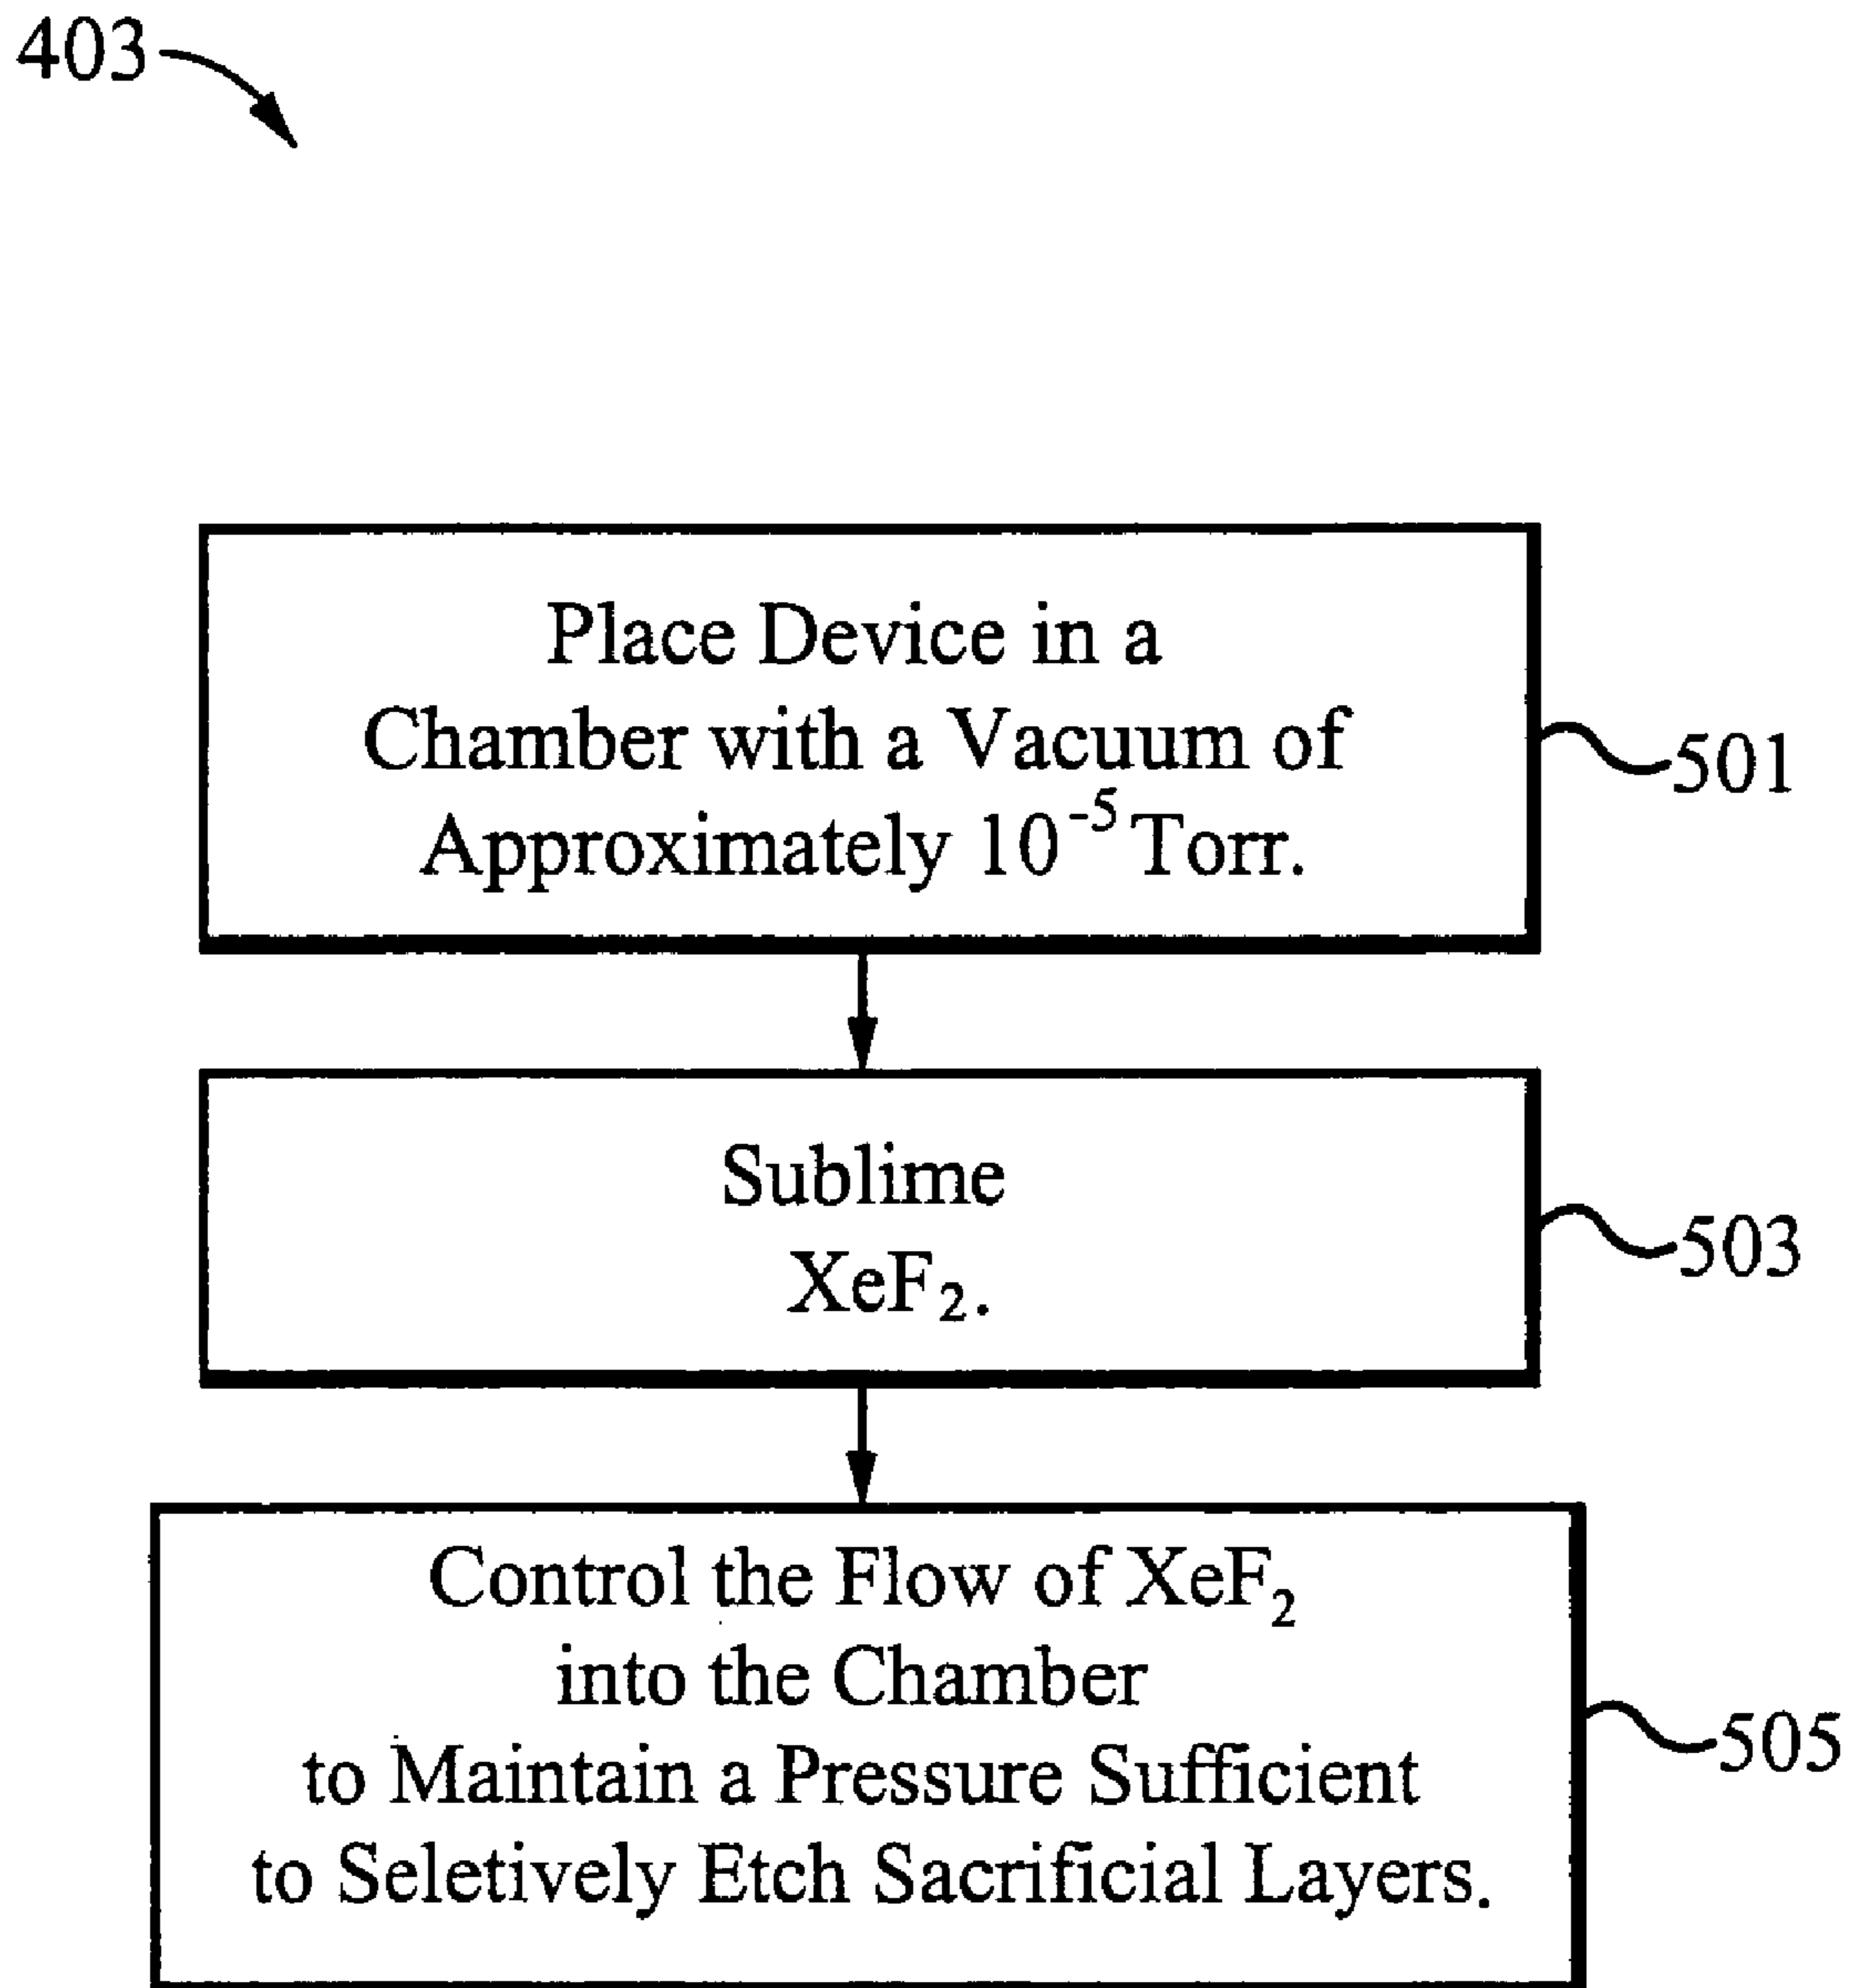 403
Place Device in a
Chamber with a Vacuum of
Approximately 10⁻⁵ Torr.
501
Sublime
XeF₂.
503
Control the Flow of XeF₂
into the Chamber
to Maintain a Pressure Sufficient
to Seletively Etch Sacrificial Layers.
505